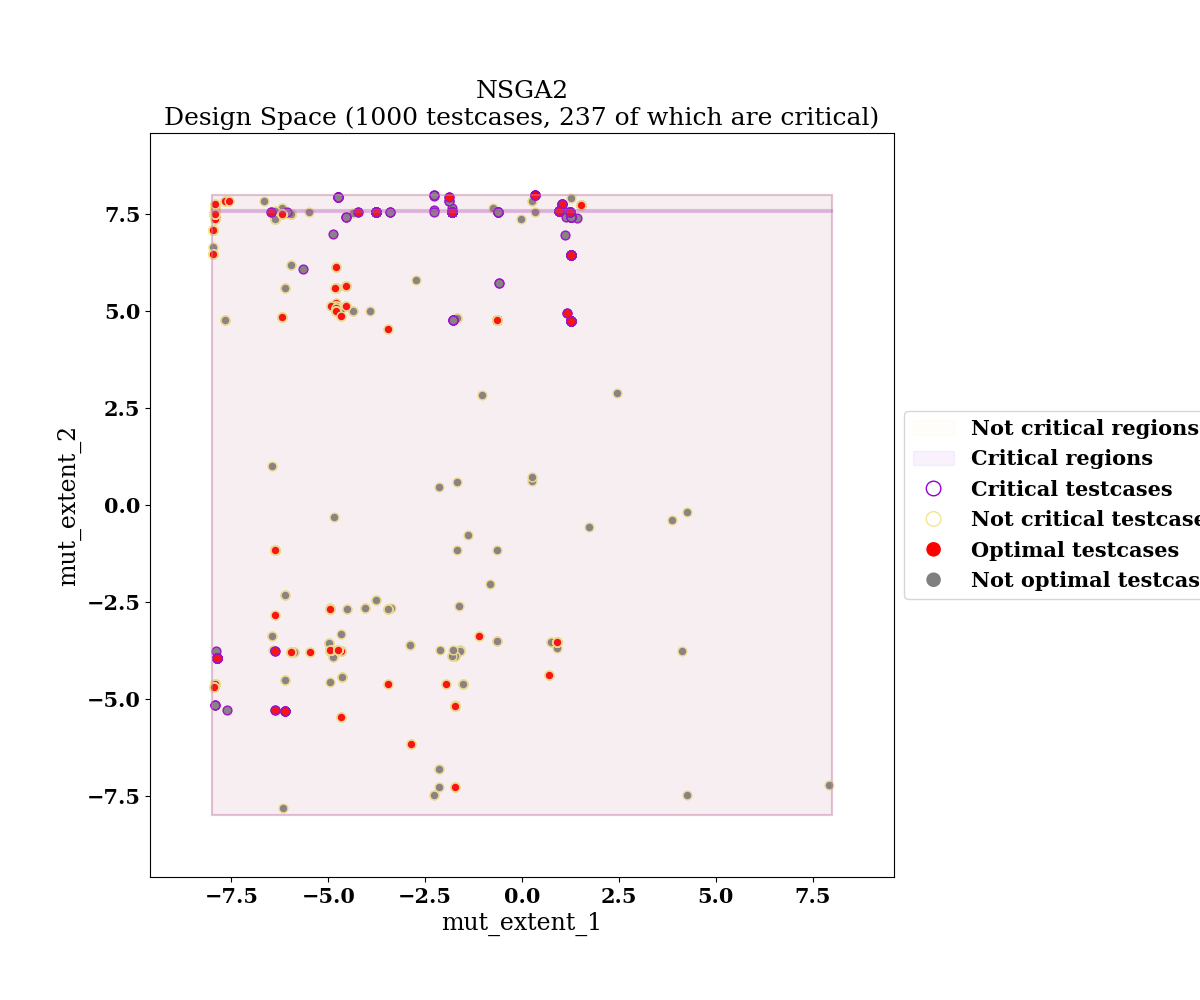 NSGA2
Design Space (1000 testcases, 237 of which are critical)
7.5
5.0
2.5
0.0
−2.5
−5.0
−7.5
mut_extent_2
−7.5
−5.0
−2.5
0.0
2.5
5.0
7.5
mut_extent_1
Not critical regions
Critical regions
Critical testcases
Not critical testcase
Optimal testcases
Not optimal testcas